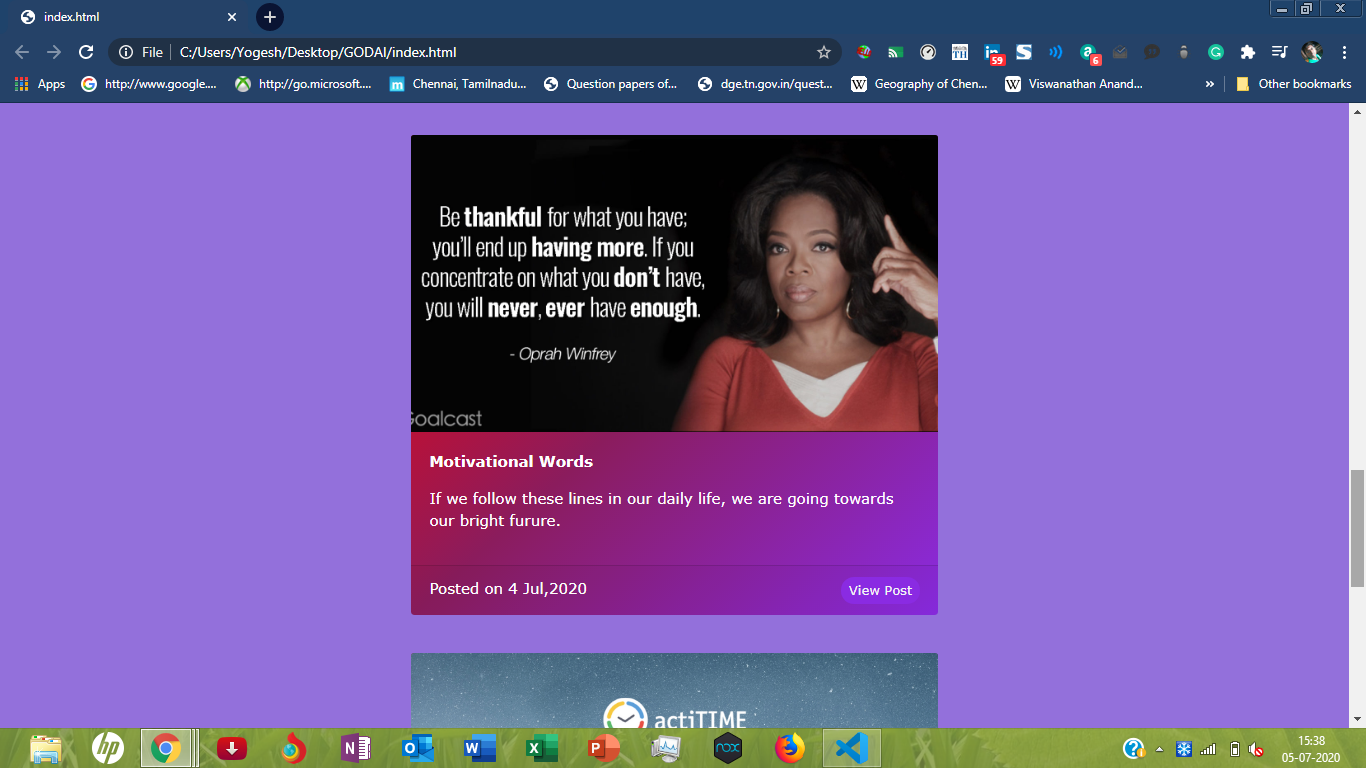 index.html
File
C:/Users/Yogesh/Desktop/GODAI/index.html
59
6
TH
Apps
http://www.google....
http://go.microsoft....
m
Chennai, Tamilnadu...
Question papers of...
dge.tn.gov.in/quest...
W
Geography of Chen...
W
Viswanathan Anand...
»
Other bookmarks
Be thankful for what you have;
you'll end up having more. If you
concentrate on what you don't have,
you will never, ever have enough.
- Oprah Winfrey
Goalcast
Motivational Words
If we follow these lines in our daily life, we are going towards
our bright furure.
Posted on 4 Jul,2020
View Post
actiTIME
15:38
05-07-2020